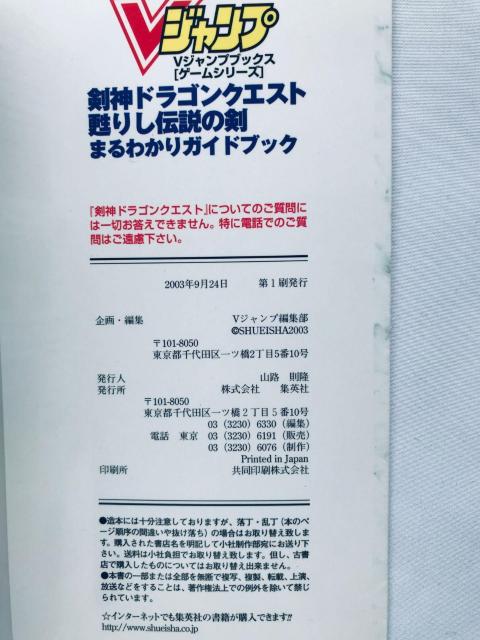 Vジャンプ
Vジャンプブックス
[ゲームシリーズ]
剣神ドラゴンクエスト
甦りし伝説の剣
まるわかりガイドブック
『剣神ドラゴンクエスト』についてのご質問に
は一切お答えできません。特に電話でのご質
問はご遠慮下さい。
2003年9月24日 第1刷発行
企画・編集 Vジャンプ編集部
©SHUEISHA2003
〒101-8050
東京都千代田区一ツ橋2丁目5番10号
発行人 山路 則隆
発行所 株式会社 集英社
〒101-8050
東京都千代田区一ツ橋2丁目5番10号
03 (3230) 6330 (編集)
電話 東京 03 (3230) 6191 (販売)
03 (3230) 6076 (制作)
Printed in Japan
印刷所 共同印刷株式会社
●造本には十分注意しておりますが、落丁・乱丁(本のペ
ージ順序の間違いや抜け落ち)の場合はお取り替え致しま
す。購入された書店名を明記して小社制作部宛にお送り下
さい。送料は小社負担でお取り替え致します。但し、古書
店で購入したものについてはお取り替え出来ません。
●本書の一部または全部を無断で複写、複製、転載、上演、
放送などをすることは、著作権法上での例外を除いて禁じ
られています。
☆インターネットでも集英社の書籍が購入できます!!
http://www.shueisha.co.jp